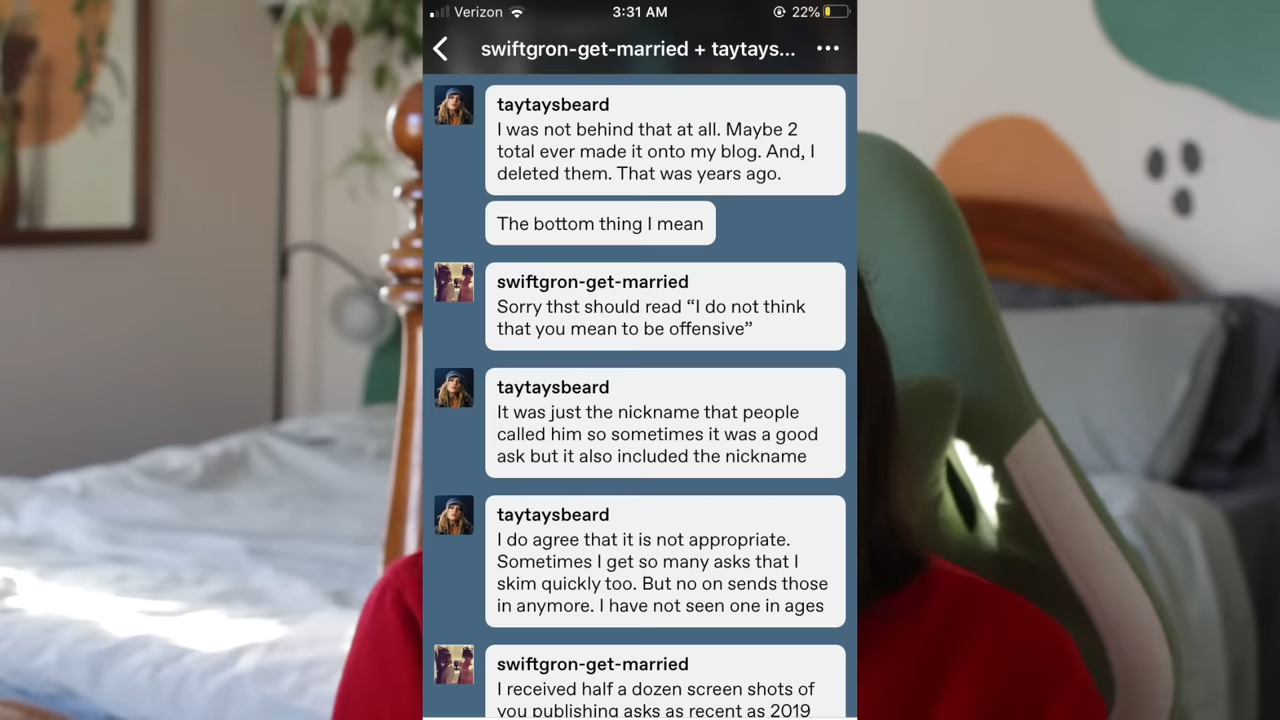 Verizon 3:31 AM 22%
swiftgron-get-married + taytays...
taytaysbeard
I was not behind that at all. Maybe 2
total ever made it onto my blog. And, I
deleted them. That was years ago.
The bottom thing I mean
swiftgron-get-married
Sorry thst should read “I do not think
that you mean to be offensive”
taytaysbeard
It was just the nickname that people
called him so sometimes it was a good
ask but it also included the nickname
taytaysbeard
I do agree that it is not appropriate.
Sometimes I get so many asks that I
skim quickly too. But no on sends those
in anymore. I have not seen one in ages
swiftgron-get-married
I received half a dozen screen shots of
you publishing asks as recent as 2019